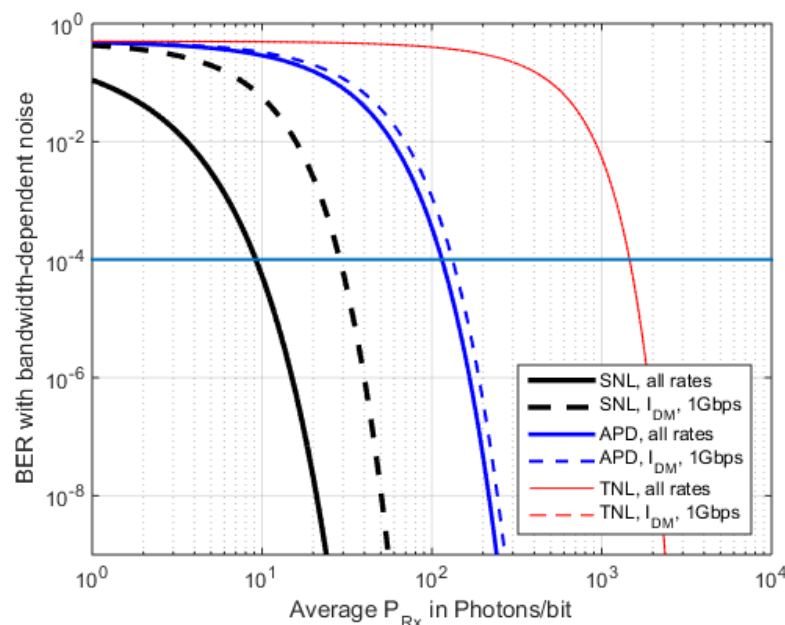 BER with bandwidth-dependent noise
10^0
10^-2
10^-4
10^-6
10^-8
SNL, all rates
SNL, I_DM, 1Gbps
APD, all rates
APD, I_DM, 1Gbps
TNL, all rates
TNL, I_DM, 1Gbps
10^0
10^1
10^2
10^3
10^4
Average P_Rx in Photons/bit